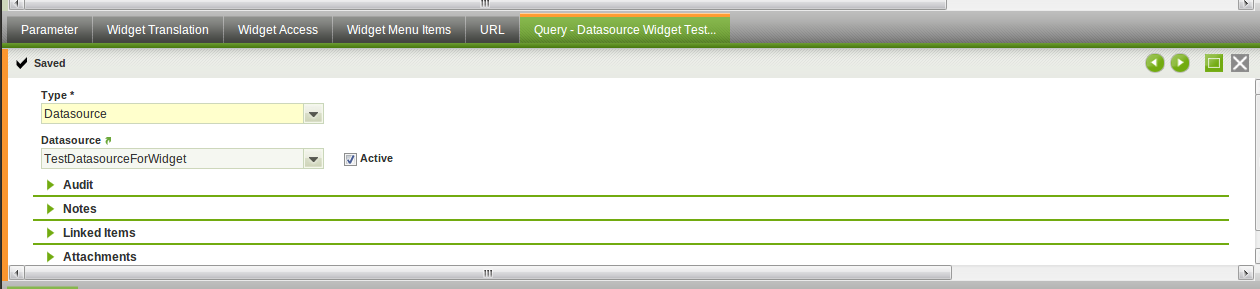 Parameter Widget Translation Widget Access Widget Menu Items URL Query - Datasource Widget Test...
Saved
Type *
Datasource
Datasource
TestDatasourceForWidget Active
Audit
Notes
Linked Items
Attachments